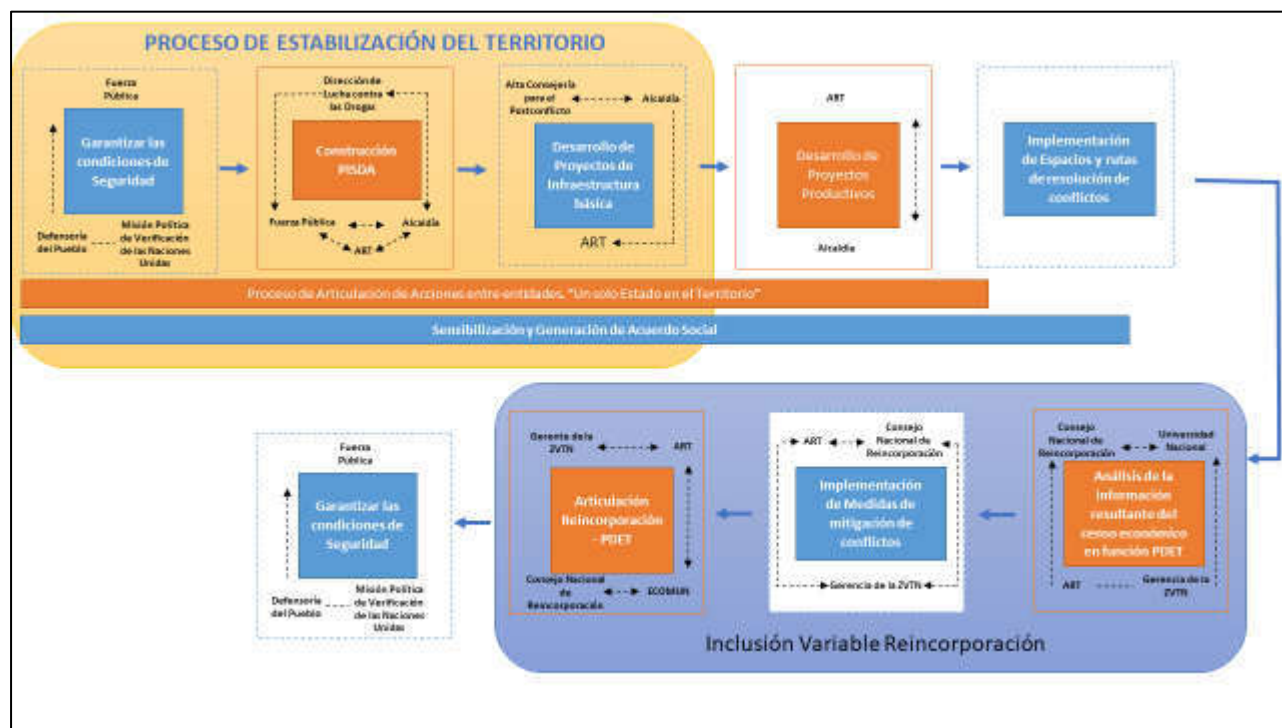 PROCESO DE ESTABILIZACIÓN DEL TERRITORIO
Fuerza
Pública
Garantizar las
condiciones de
Seguridad
Defensoría
del Pueblo
Misión Política
de Verificación
de las Naciones
Unidas
Dirección de
Lucha contra
las Drogas
Construcción
PISDA
Fuerza Pública
Alcaldía
ART
Alta Consejería
para el
Postconflicto
Alcaldía
Desarrollo de
Proyectos de
Infraestructura
básica
ART
ART
Desarrollo de
Proyectos
Productivos
Alcaldía
Implementación
de Espacios y rutas
de resolución de
conflictos
Proceso de Articulación de Acciones entre entidades. "Un solo Estado en el Territorio"
Sensibilización y Generación de Acuerdo Social
Fuerza
Pública
Garantizar las
condiciones de
Seguridad
Defensoría
del Pueblo
Misión Política
de Verificación
de las Naciones
Unidas
Gerente de la
ZVTN
ART
Articulación
Reincorporación
- PDET
Consejo Nacional
de
Reincorporación
ECOMUN
ART
Consejo
Nacional de
Reincorporación
Implementación
de Medidas de
mitigación de
conflictos
Gerencia de la ZVTN
Consejo
Nacional de
Reincorporación
Universidad
Nacional
Análisis de la
información
resultante del
censo económico
en función PDET
ART
Gerencia de la
ZVTN
Inclusión Variable Reincorporación